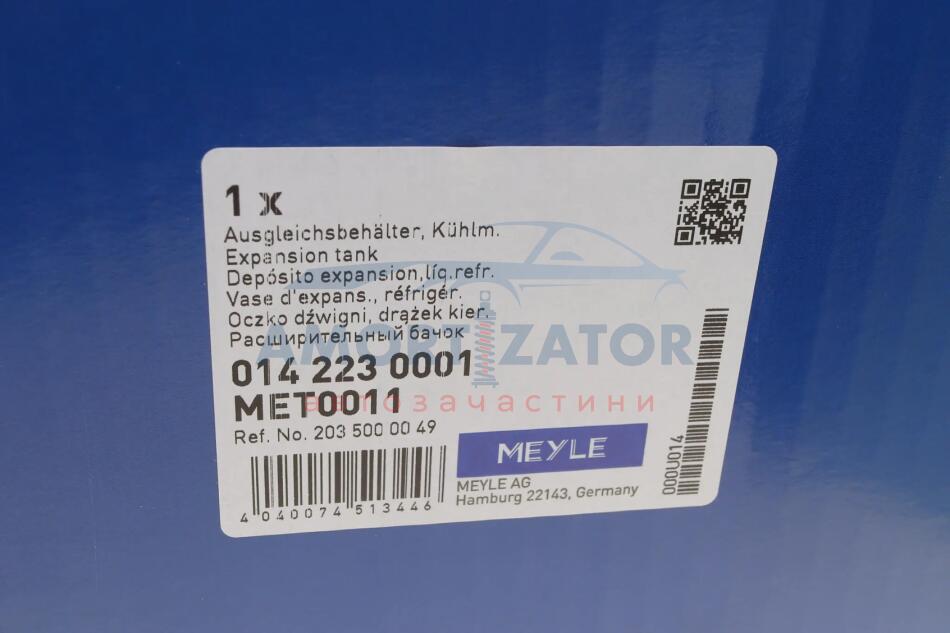 1 x
Ausgleichsbehälter, Kühlm.
Expansion tank
Depósito expansion,líq.refr.
Vase d'expans., réfrigér.
Oczko dźwigni, drążek kier.
Расширительный бачок
AMORTIZATOR
014 223 0001
MET0011
автозачастини
Ref. No. 203 500 00 49
MEYLE
MEYLE AG
Hamburg 22143, Germany
4 040074 513446
000U014